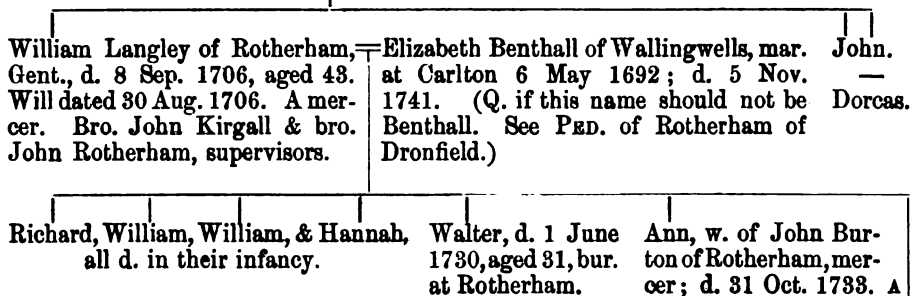 William Langley of Rotherham,
Gent., d. 8 Sep. 1706, aged 43.
Will dated 30 Aug. 1706. A mer-
cer. Bro. John Kirgall & bro.
John Rotherham, supervisors.
Elizabeth Benthall of Wallingwells, mar.
at Carlton 6 May 1692; d. 5 Nov.
1741. (Q. if this name should not be
Benthall. See PED. of Rotherham of
Dronfield.)
John.
—
Dorcas.
Richard, William, William, & Hannah,
all d. in their infancy.
Walter, d. 1 June
1730, aged 31, bur.
at Rotherham.
Ann, w. of John Bur-
ton of Rotherham, mer-
cer; d. 31 Oct. 1733.
A